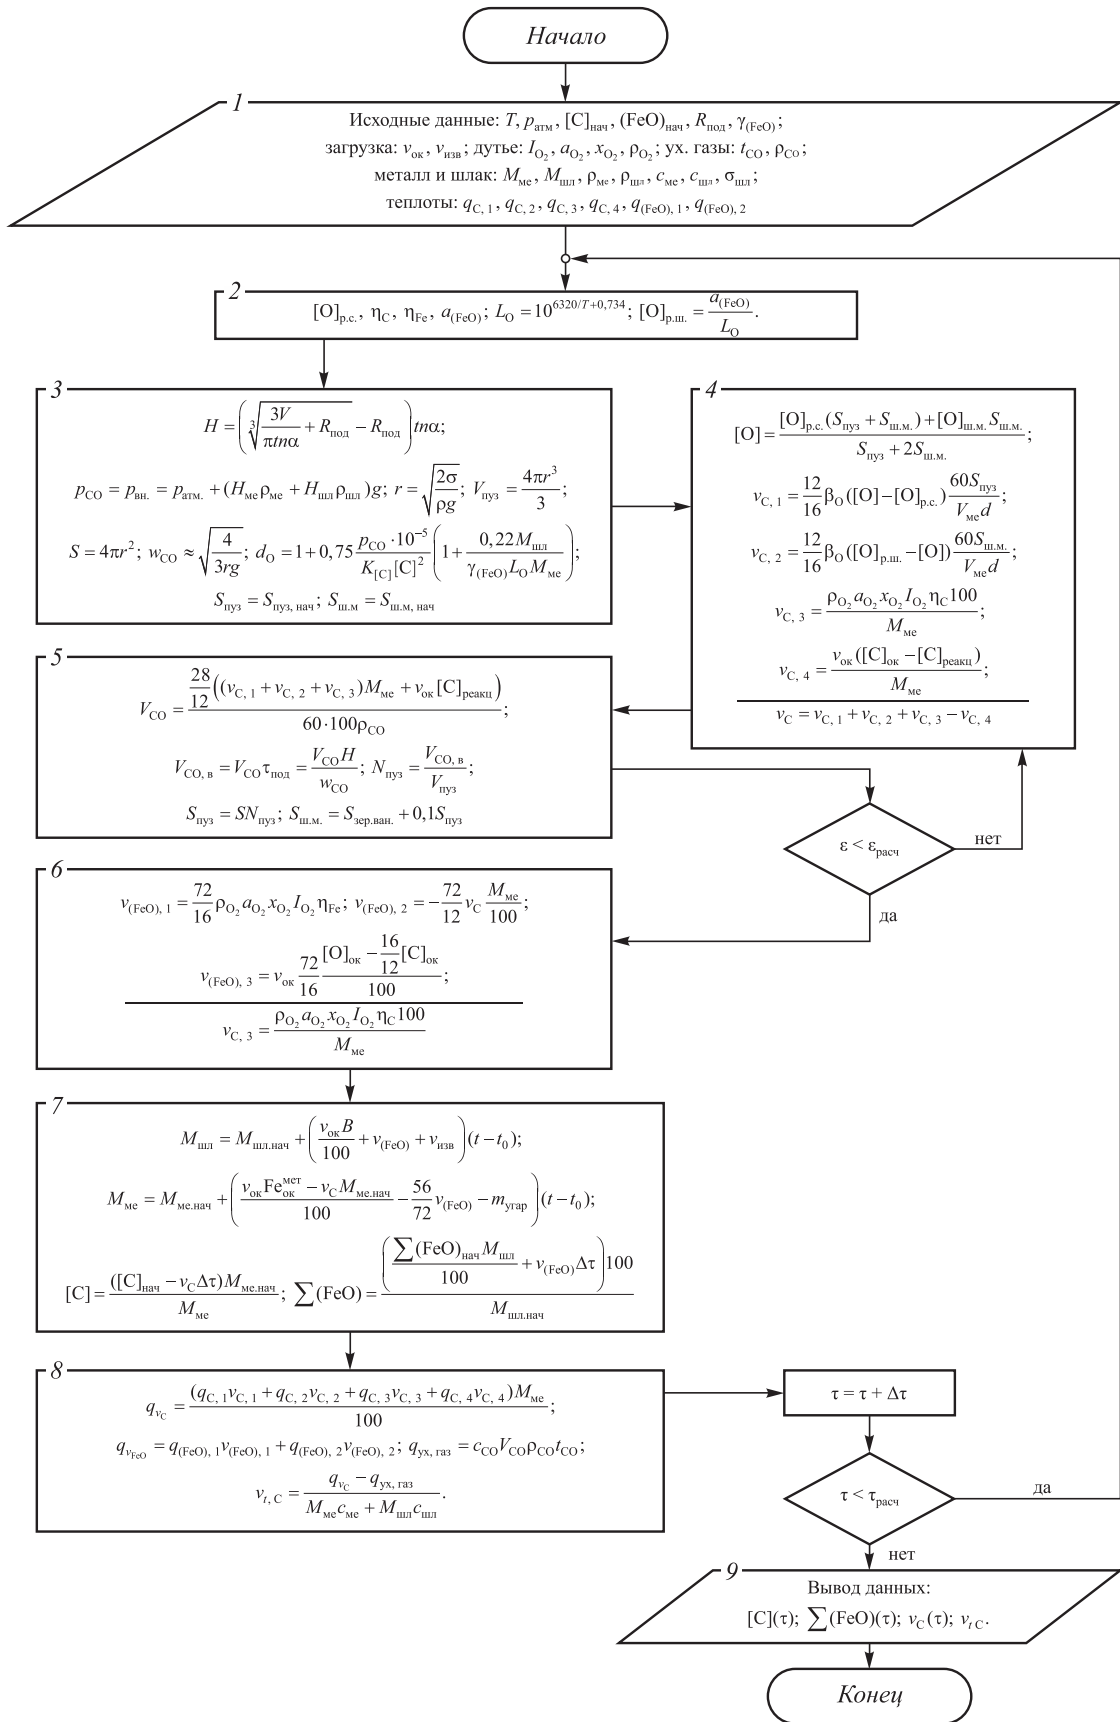 Начало
1
Исходные данные: T, p_атм, [C]_нач, (FeO)_нач, R_под, γ_(FeO);
загрузка: v_ок, v_изв; дутье: I_O₂, a_O₂, x_O₂, ρ_O₂; ух. газы: t_CO, ρ_CO;
металл и шлак: M_ме, M_шл, ρ_ме, ρ_шл, c_ме, c_шл, σ_шл;
теплоты: q_C, 1, q_C, 2, q_C, 3, q_C, 4, q_(FeO), 1, q_(FeO), 2
2
[O]_р.с., η_C, η_Fe, a_(FeO); L_O = 10^(6320/T+0,734); [O]_р.ш. = a_(FeO)/L_O.
3
H = (∛(3V/(πtnα) + R_под) − R_под)tnα;
p_CO = p_вн. = p_атм. + (H_ме ρ_ме + H_шл ρ_шл)g; r = √(2σ/(ρg)); V_пуз = 4πr³/3;
S = 4πr²; w_CO ≈ √(4/(3rg)); d_O = 1 + 0,75 (p_CO·10⁻⁵)/(K_[C][C]²) (1 + 0,22M_шл/(γ_(FeO) L_O M_ме));
S_пуз = S_пуз, нач; S_ш.м = S_ш.м, нач
4
[O] = ([O]_р.с.(S_пуз + S_ш.м.) + [O]_ш.м. S_ш.м.)/(S_пуз + 2S_ш.м.);
v_C, 1 = 12/16 β_O([O]−[O]_р.с.) 60S_пуз/(V_ме d);
v_C, 2 = 12/16 β_O([O]_р.ш.−[O]) 60S_ш.м./(V_ме d);
v_C, 3 = ρ_O₂ a_O₂ x_O₂ I_O₂ η_C 100/M_ме;
v_C, 4 = v_ок([C]_ок − [C]_реакц)/M_ме;
v_C = v_C, 1 + v_C, 2 + v_C, 3 − v_C, 4
5
V_CO = 28/12((v_C, 1 + v_C, 2 + v_C, 3)M_ме + v_ок[C]_реакц)/(60·100ρ_CO);
V_CO, в = V_CO τ_под = V_CO H/w_CO; N_пуз = V_CO, в/V_пуз;
S_пуз = SN_пуз; S_ш.м. = S_зер.ван. + 0,1S_пуз
ε < ε_расч
нет
да
6
v_(FeO), 1 = 72/16 ρ_O₂ a_O₂ x_O₂ I_O₂ η_Fe; v_(FeO), 2 = −72/12 v_C M_ме/100;
v_(FeO), 3 = v_ок 72/16 ([O]_ок − 16/12[C]_ок)/100;
v_C, 3 = ρ_O₂ a_O₂ x_O₂ I_O₂ η_C 100/M_ме
7
M_шл = M_шл.нач + (v_ок B/100 + v_(FeO) + v_изв)(t − t₀);
M_ме = M_ме.нач + ((v_ок Fe_ок^мет − v_C M_ме.нач)/100 − 56/72 v_(FeO) − m_угар)(t − t₀);
[C] = ([C]_нач − v_C Δτ)M_ме.нач/M_ме; ∑(FeO) = (∑(FeO)_нач M_шл/100 + v_(FeO) Δτ)100/M_шл.нач
8
q_v_C = (q_C, 1 v_C, 1 + q_C, 2 v_C, 2 + q_C, 3 v_C, 3 + q_C, 4 v_C, 4)M_ме/100;
q_v_FeO = q_(FeO), 1 v_(FeO), 1 + q_(FeO), 2 v_(FeO), 2; q_ух, газ = c_CO V_CO ρ_CO t_CO;
v_t, C = (q_v_C − q_ух, газ)/(M_ме c_ме + M_шл c_шл).
τ = τ + Δτ
τ < τ_расч
да
нет
9
Вывод данных:
[C](τ); ∑(FeO)(τ); v_C(τ); v_t C.
Конец